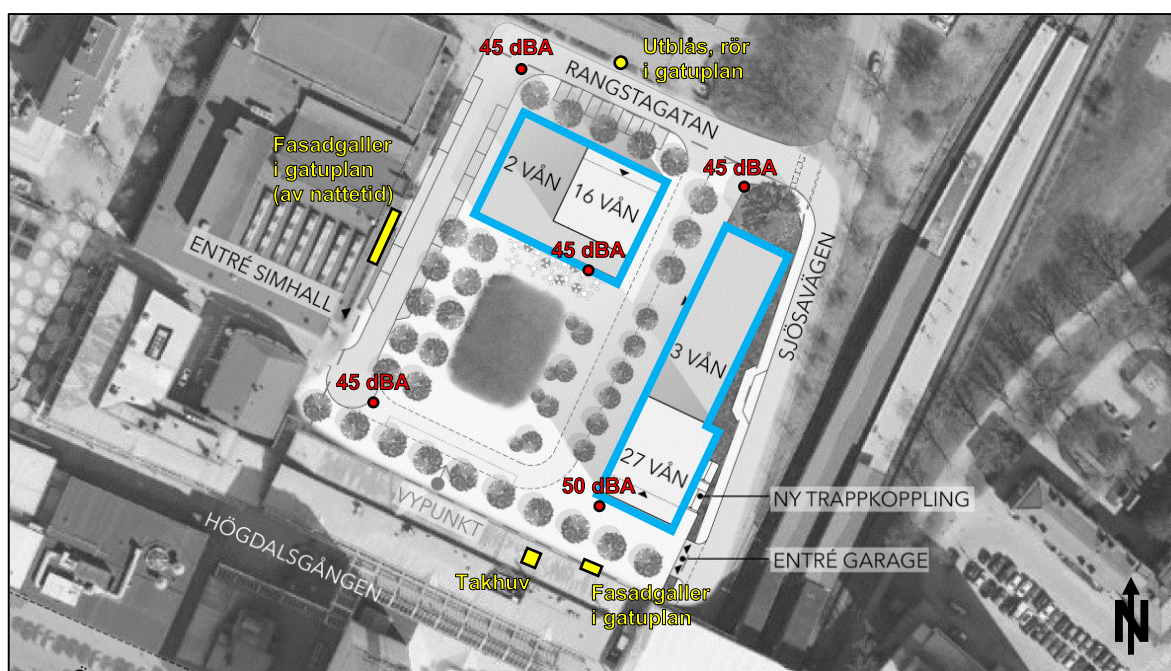 45 dBA
Utblås, rör
i gatuplan
RANGSTAGATAN
Fasadgaller
i gatuplan
(av nattetid)
2 VÅN
16 VÅN
45 dBA
45 dBA
ENTRÉ SIMHALL
SJÖSAVÄGEN
3 VÅN
45 dBA
27 VÅN
50 dBA
NY TRAPPKOPPLING
VYPUNKT
HÖGDALSGÅNGEN
ENTRÉ GARAGE
Takhuv
Fasadgaller
i gatuplan
N